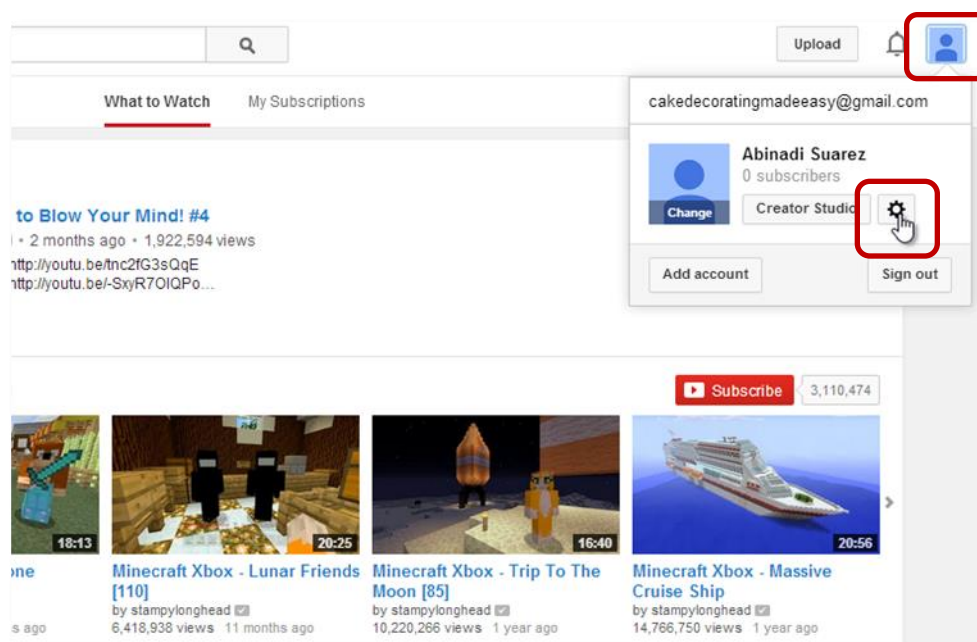 Upload
What to Watch My Subscriptions
cakedecoratingmadeeasy@gmail.com
Abinadi Suarez
0 subscribers
Change
Creator Studio
Add account
Sign out
to Blow Your Mind! #4
• 2 months ago • 1,922,594 views
http://youtu.be/tnc2fG3sQqE
http://youtu.be/-SxyR7OIQPo...
Subscribe 3,110,474
18:13
20:25
16:40
20:56
Minecraft Xbox - Lunar Friends
[110]
by stampylonghead
6,418,938 views 11 months ago
Minecraft Xbox - Trip To The
Moon [85]
by stampylonghead
10,220,266 views 1 year ago
Minecraft Xbox - Massive
Cruise Ship
by stampylonghead
14,766,750 views 1 year ago
ago